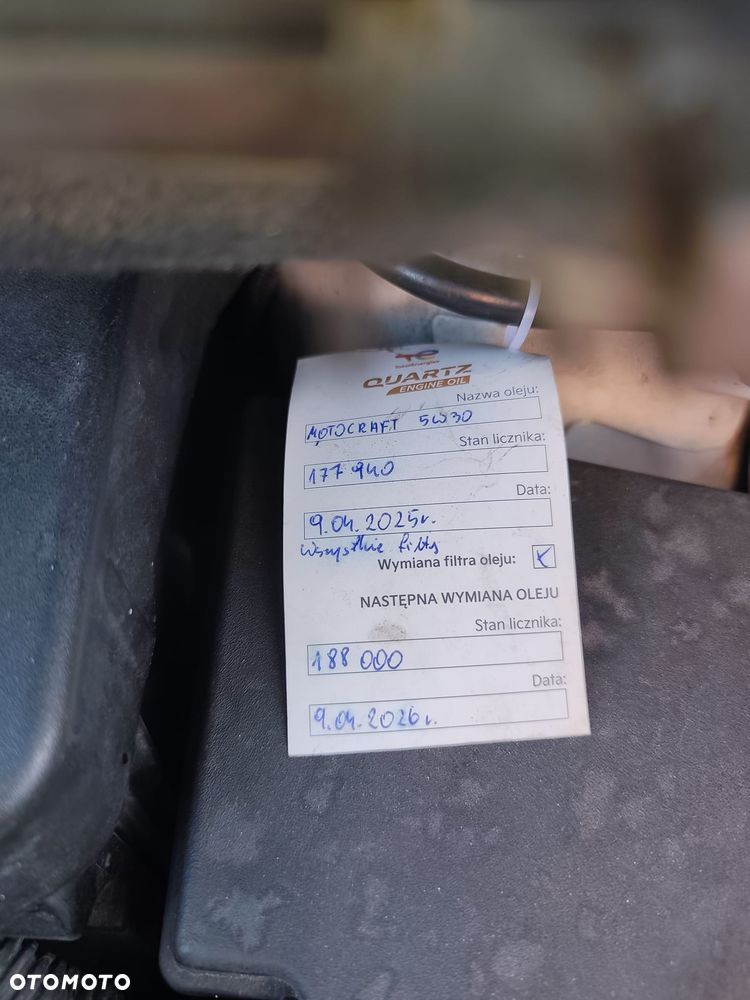 TotalEnergies
QUARTZ
ENGINE OIL
Nazwa oleju:
MOTOCRAFT 5W30
Stan licznika:
177 940
Data:
9.04.2025r.
Wszystkie filtry
Wymiana filtra oleju:
NASTĘPNA WYMIANA OLEJU
Stan licznika:
188 000
Data:
9.04.2026r.
OTOMOTO